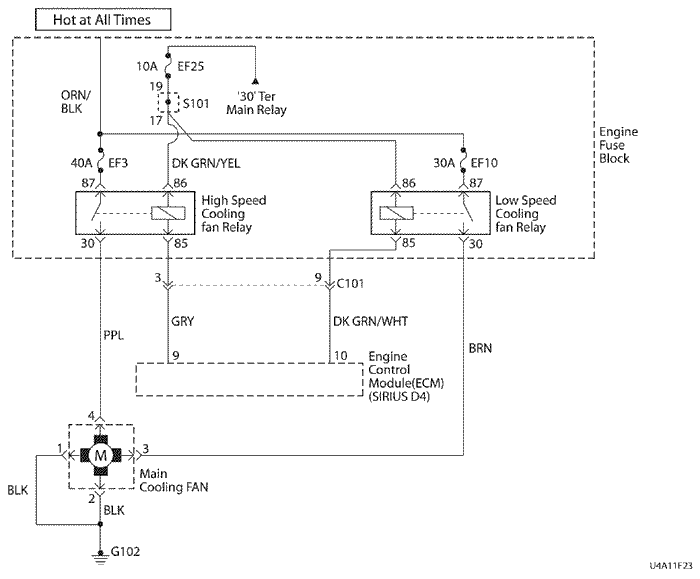 Hot at All Times
10A EF25
19
S101
17
'30' Ter
Main Relay
ORN/
BLK
Engine
Fuse
Block
40A EF3
DK GRN/YEL
30A EF10
87 86
86 87
High Speed
Cooling
fan Relay
Low Speed
Cooling
fan Relay
30 85
85 30
3 9 C101
PPL
GRY
DK GRN/WHT
BRN
9 10
Engine
Control
Module(ECM)
(SIRIUS D4)
4
1 M 3
Main
Cooling FAN
2
BLK
BLK
G102
U4A11F23